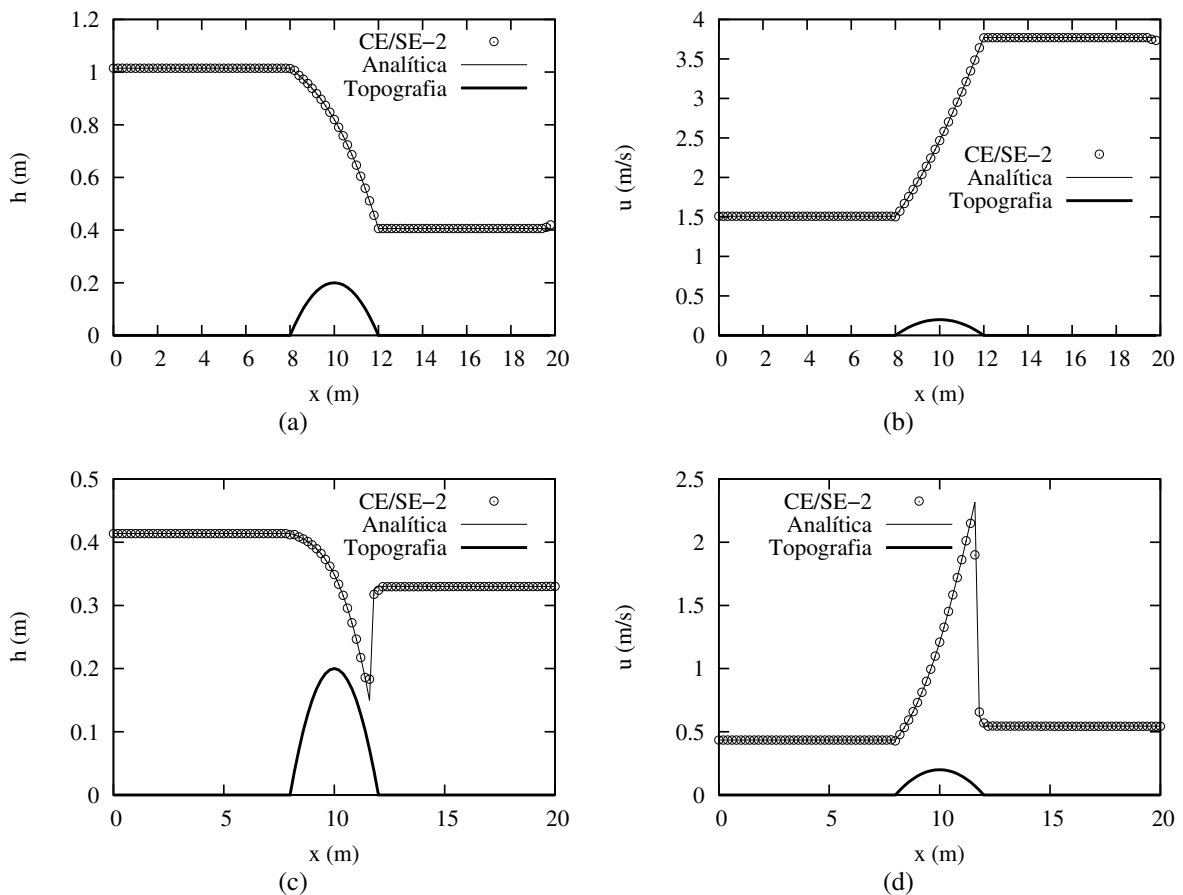 1.2
1
0.8
0.6
0.4
0.2
0
h (m)
CE/SE−2
Analítica
Topografia
0 2 4 6 8 10 12 14 16 18 20
x (m)
(a)
4
3.5
3
2.5
2
1.5
1
0.5
0
u (m/s)
CE/SE−2
Analítica
Topografia
0 2 4 6 8 10 12 14 16 18 20
x (m)
(b)
0.5
0.4
0.3
0.2
0.1
0
h (m)
CE/SE−2
Analítica
Topografia
0 5 10 15 20
x (m)
(c)
2.5
2
1.5
1
0.5
0
u (m/s)
CE/SE−2
Analítica
Topografia
0 5 10 15 20
x (m)
(d)